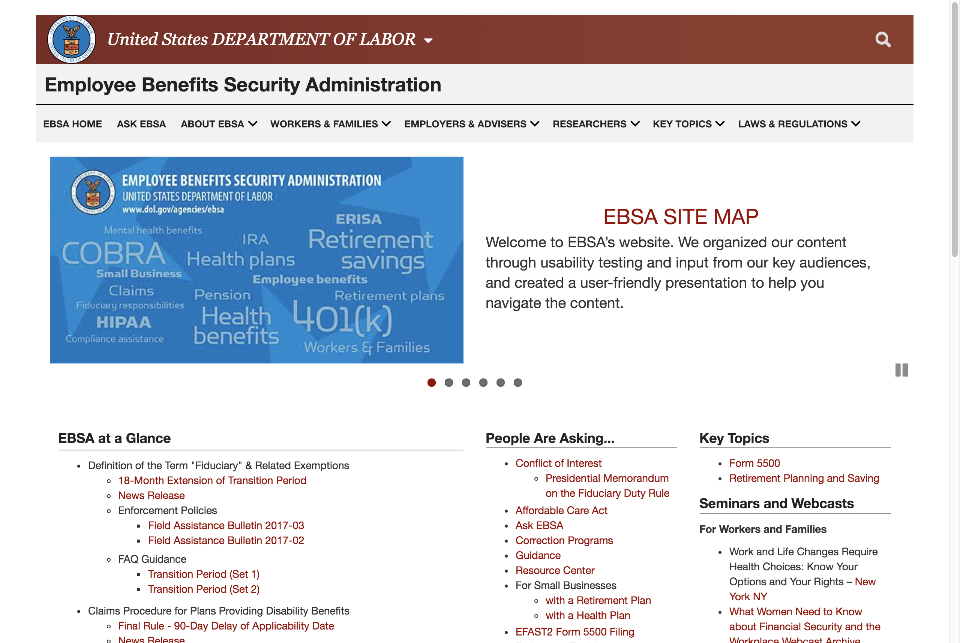 United States DEPARTMENT OF LABOR
Employee Benefits Security Administration
EBSA HOME ASK EBSA ABOUT EBSA WORKERS & FAMILIES EMPLOYERS & ADVISERS RESEARCHERS KEY TOPICS LAWS & REGULATIONS
EMPLOYEE BENEFITS SECURITY ADMINISTRATION
UNITED STATES DEPARTMENT OF LABOR
www.dol.gov/agencies/ebsa
ERISA
Mental health benefits
IRA
Retirement
savings
COBRA
Health plans
Small Business
Employee benefits
Claims
Pension
Retirement plans
Fiduciary responsibilities
HIPAA
Health
benefits
401(k)
Compliance assistance
Workers & Families
EBSA SITE MAP
Welcome to EBSA's website. We organized our content
through usability testing and input from our key audiences,
and created a user-friendly presentation to help you
navigate the content.
EBSA at a Glance
Definition of the Term "Fiduciary" & Related Exemptions
18-Month Extension of Transition Period
News Release
Enforcement Policies
Field Assistance Bulletin 2017-03
Field Assistance Bulletin 2017-02
FAQ Guidance
Transition Period (Set 1)
Transition Period (Set 2)
Claims Procedure for Plans Providing Disability Benefits
Final Rule - 90-Day Delay of Applicability Date
News Release
People Are Asking...
Conflict of Interest
Presidential Memorandum
on the Fiduciary Duty Rule
Affordable Care Act
Ask EBSA
Correction Programs
Guidance
Resource Center
For Small Businesses
with a Retirement Plan
with a Health Plan
EFAST2 Form 5500 Filing
Key Topics
Form 5500
Retirement Planning and Saving
Seminars and Webcasts
For Workers and Families
Work and Life Changes Require
Health Choices: Know Your
Options and Your Rights – New
York NY
What Women Need to Know
about Financial Security and the
Workplace Webcast Archive